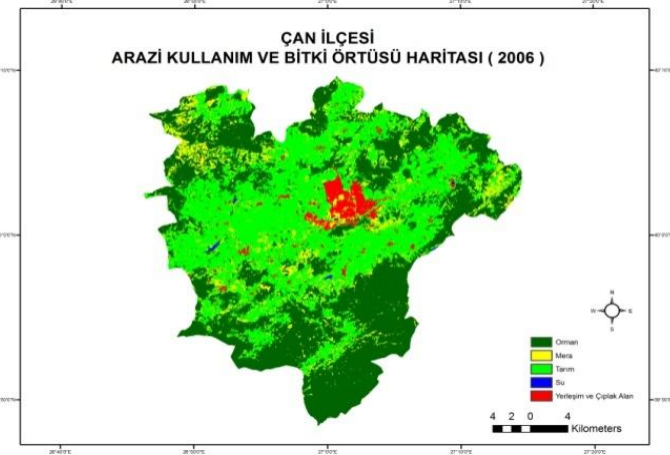 ÇAN İLÇESİ
ARAZİ KULLANIM VE BİTKİ ÖRTÜSÜ HARİTASI ( 2006 )
N
W E
S
Orman
Mera
Tarım
Su
Yerleşim ve Çıplak Alan
4 2 0 4
Kilometers